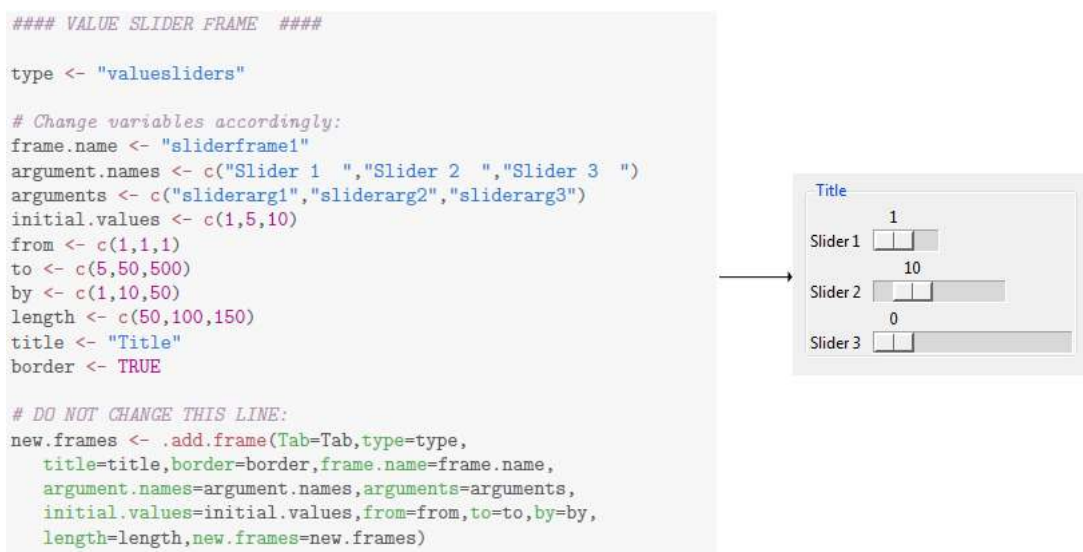 #### VALUE SLIDER FRAME  ####
type <- "valuesliders"
# Change variables accordingly:
frame.name <- "sliderframe1"
argument.names <- c("Slider 1  ","Slider 2  ","Slider 3  ")
arguments <- c("sliderarg1","sliderarg2","sliderarg3")
initial.values <- c(1,5,10)
from <- c(1,1,1)
to <- c(5,50,500)
by <- c(1,10,50)
length <- c(50,100,150)
title <- "Title"
border <- TRUE
# DO NOT CHANGE THIS LINE:
new.frames <- .add.frame(Tab=Tab,type=type,
   title=title,border=border,frame.name=frame.name,
   argument.names=argument.names,arguments=arguments,
   initial.values=initial.values,from=from,to=to,by=by,
   length=length,new.frames=new.frames)
Title
1
Slider 1
10
Slider 2
0
Slider 3